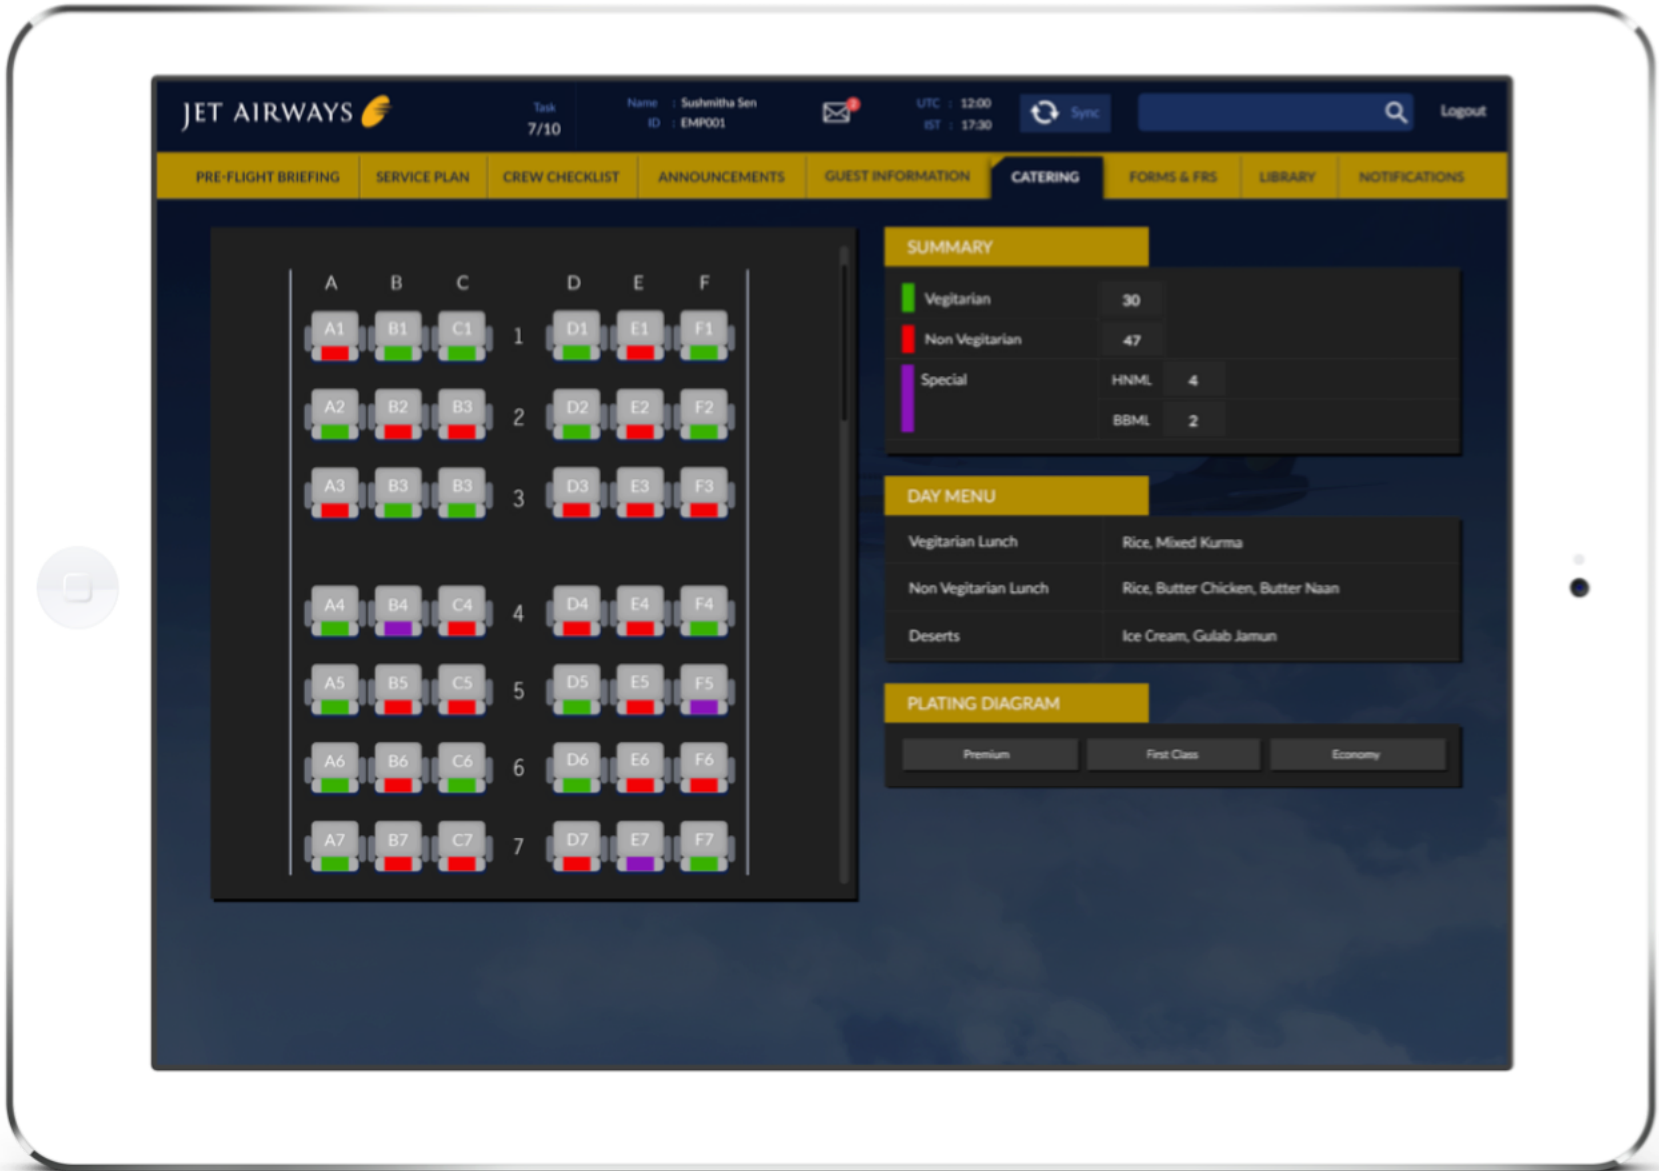 JET AIRWAYS
Task
7/10
Name : Sushmitha Sen
ID : EMP001
UTC : 12:00
IST : 17:30
Sync
Logout
PRE-FLIGHT BRIEFING
SERVICE PLAN
CREW CHECKLIST
ANNOUNCEMENTS
GUEST INFORMATION
CATERING
FORMS & FRS
LIBRARY
NOTIFICATIONS
A B C D E F
A1 B1 C1 1 D1 E1 F1
A2 B2 B3 2 D2 E2 F2
A3 B3 B3 3 D3 E3 F3
A4 B4 C4 4 D4 E4 F4
A5 B5 C5 5 D5 E5 F5
A6 B6 C6 6 D6 E6 F6
A7 B7 C7 7 D7 E7 F7
SUMMARY
Vegitarian 30
Non Vegitarian 47
Special HNML 4
BBML 2
DAY MENU
Vegitarian Lunch Rice, Mixed Kurma
Non Vegitarian Lunch Rice, Butter Chicken, Butter Naan
Deserts Ice Cream, Gulab Jamun
PLATING DIAGRAM
Premium First Class Economy